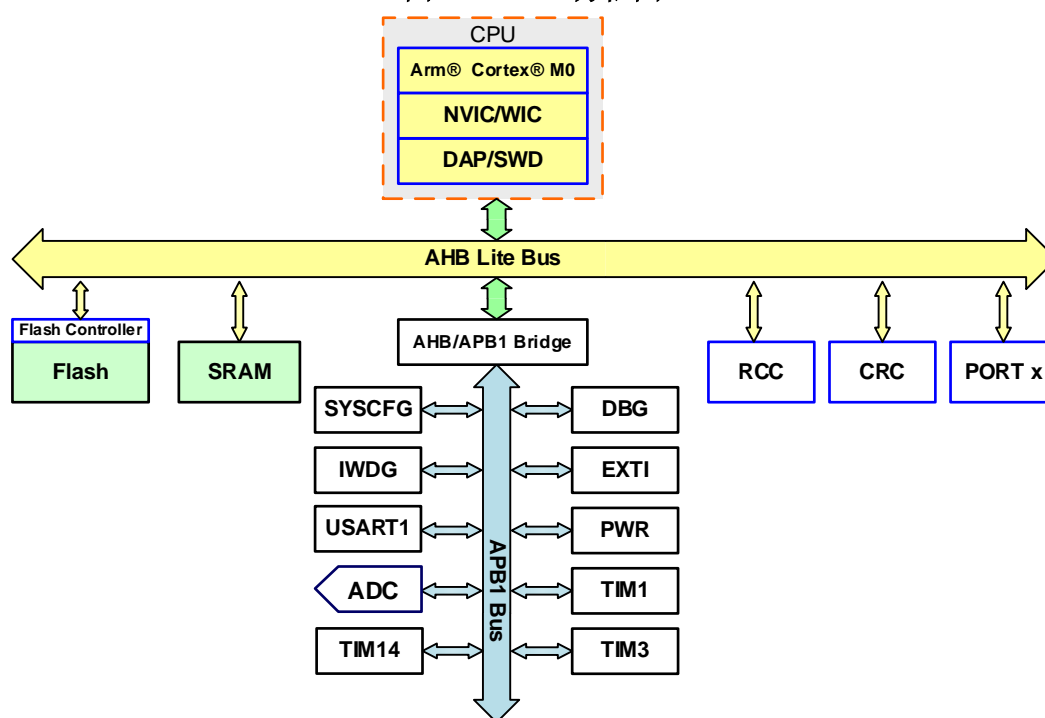 CPU
Arm® Cortex® M0
NVIC/WIC
DAP/SWD
AHB Lite Bus
Flash Controller
Flash
SRAM
AHB/APB1 Bridge
RCC
CRC
PORT x
SYSCFG
DBG
IWDG
EXTI
USART1
PWR
APB1 Bus
ADC
TIM1
TIM14
TIM3